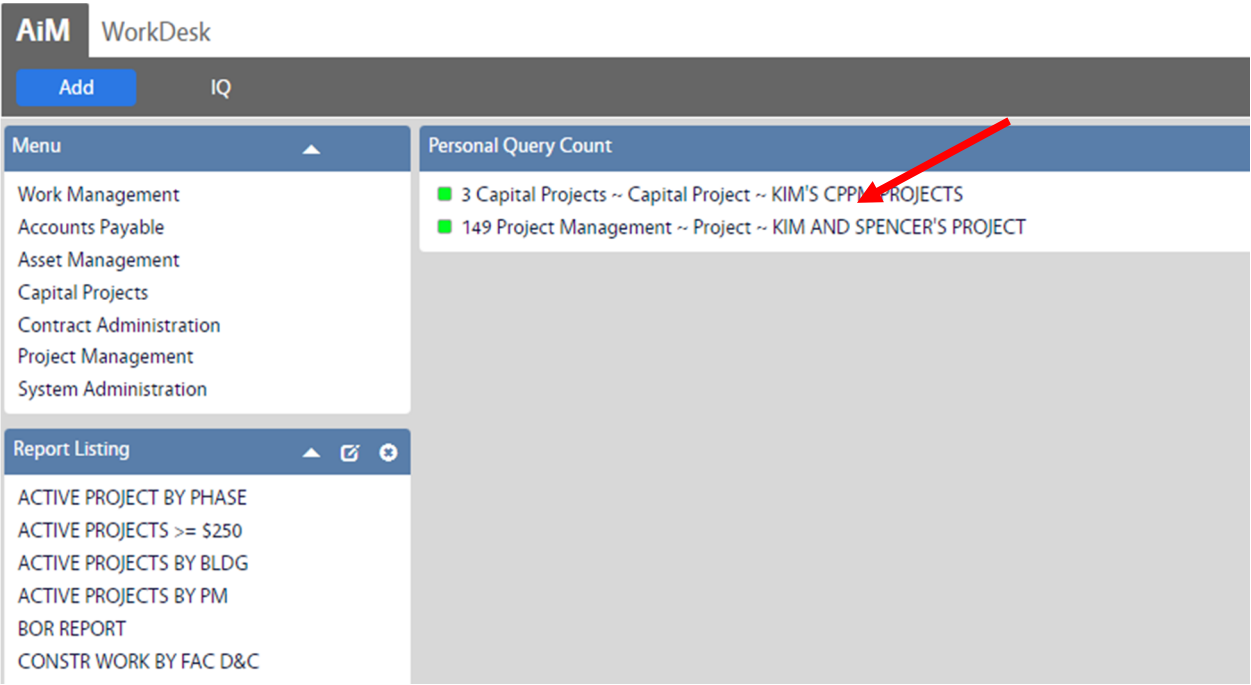 AiM WorkDesk
Add IQ
Menu
Work Management
Accounts Payable
Asset Management
Capital Projects
Contract Administration
Project Management
System Administration
Report Listing
ACTIVE PROJECT BY PHASE
ACTIVE PROJECTS >= $250
ACTIVE PROJECTS BY BLDG
ACTIVE PROJECTS BY PM
BOR REPORT
CONSTR WORK BY FAC D&C
Personal Query Count
3 Capital Projects ~ Capital Project ~ KIM'S CPPM PROJECTS
149 Project Management ~ Project ~ KIM AND SPENCER'S PROJECT